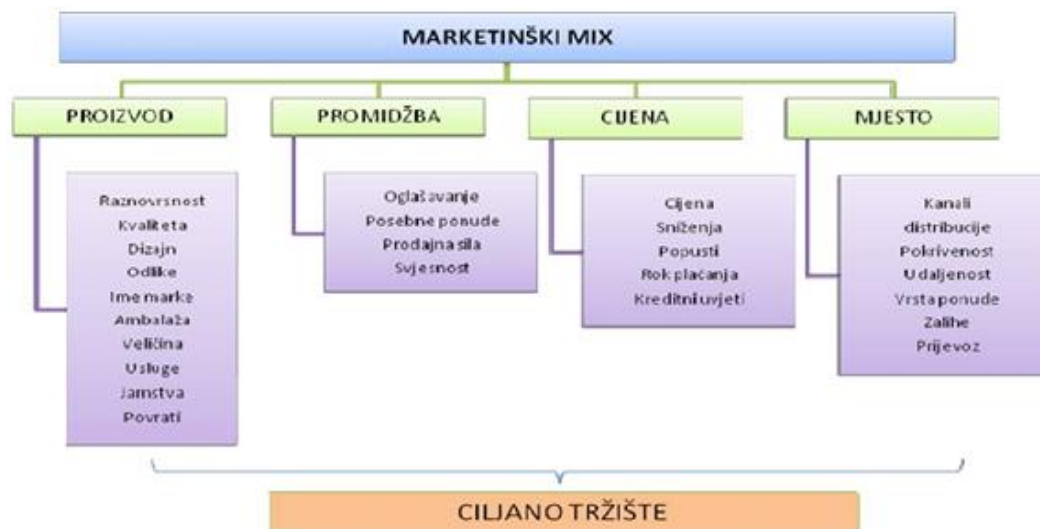 MARKETINŠKI MIX
PROIZVOD
Raznovrsnost
Kvaliteta
Dizajn
Odlike
Ime marke
Ambalaža
Veličina
Usluge
Jamstva
Povrati
PROMIDŽBA
Oglašavanje
Posebne ponude
Prodajna sila
Svjesnost
CIJENA
Cijena
Sniženja
Popusti
Rok plaćanja
Kreditni uvjeti
MJESTO
Kanali
distribucije
Pokrivenost
Udaljenost
Vrsta ponude
Zalihe
Prijevoz
CILJANO TRŽIŠTE